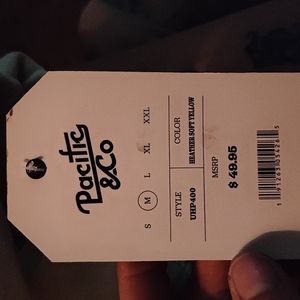 Pacific
&Co
S M L XL XXL
STYLE COLOR
UHP400 HEATHER SOFT YELLOW
MSRP
$ 49.95